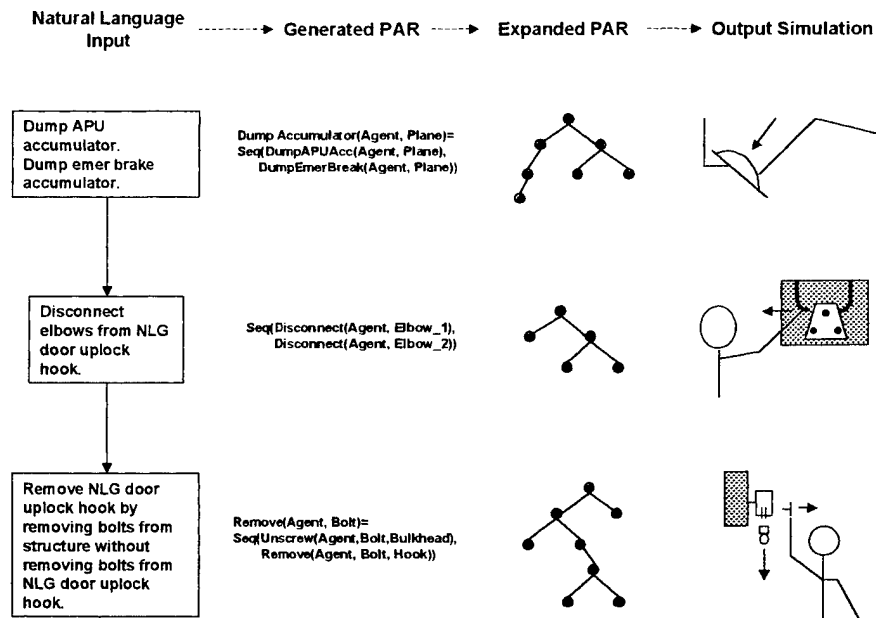 Natural Language
Input
Generated PAR
Expanded PAR
Output Simulation
Dump APU
accumulator.
Dump emer brake
accumulator.
Dump Accumulator(Agent, Plane)=
Seq(DumpAPUAcc(Agent, Plane),
DumpEmerBreak(Agent, Plane))
Disconnect
elbows from NLG
door uplock
hook.
Seq(Disconnect(Agent, Elbow_1),
Disconnect(Agent, Elbow_2))
Remove NLG door
uplock hook by
removing bolts from
structure without
removing bolts from
NLG door uplock
hook.
Remove(Agent, Bolt)=
Seq(Unscrew(Agent,Bolt,Bulkhead),
Remove(Agent, Bolt, Hook))